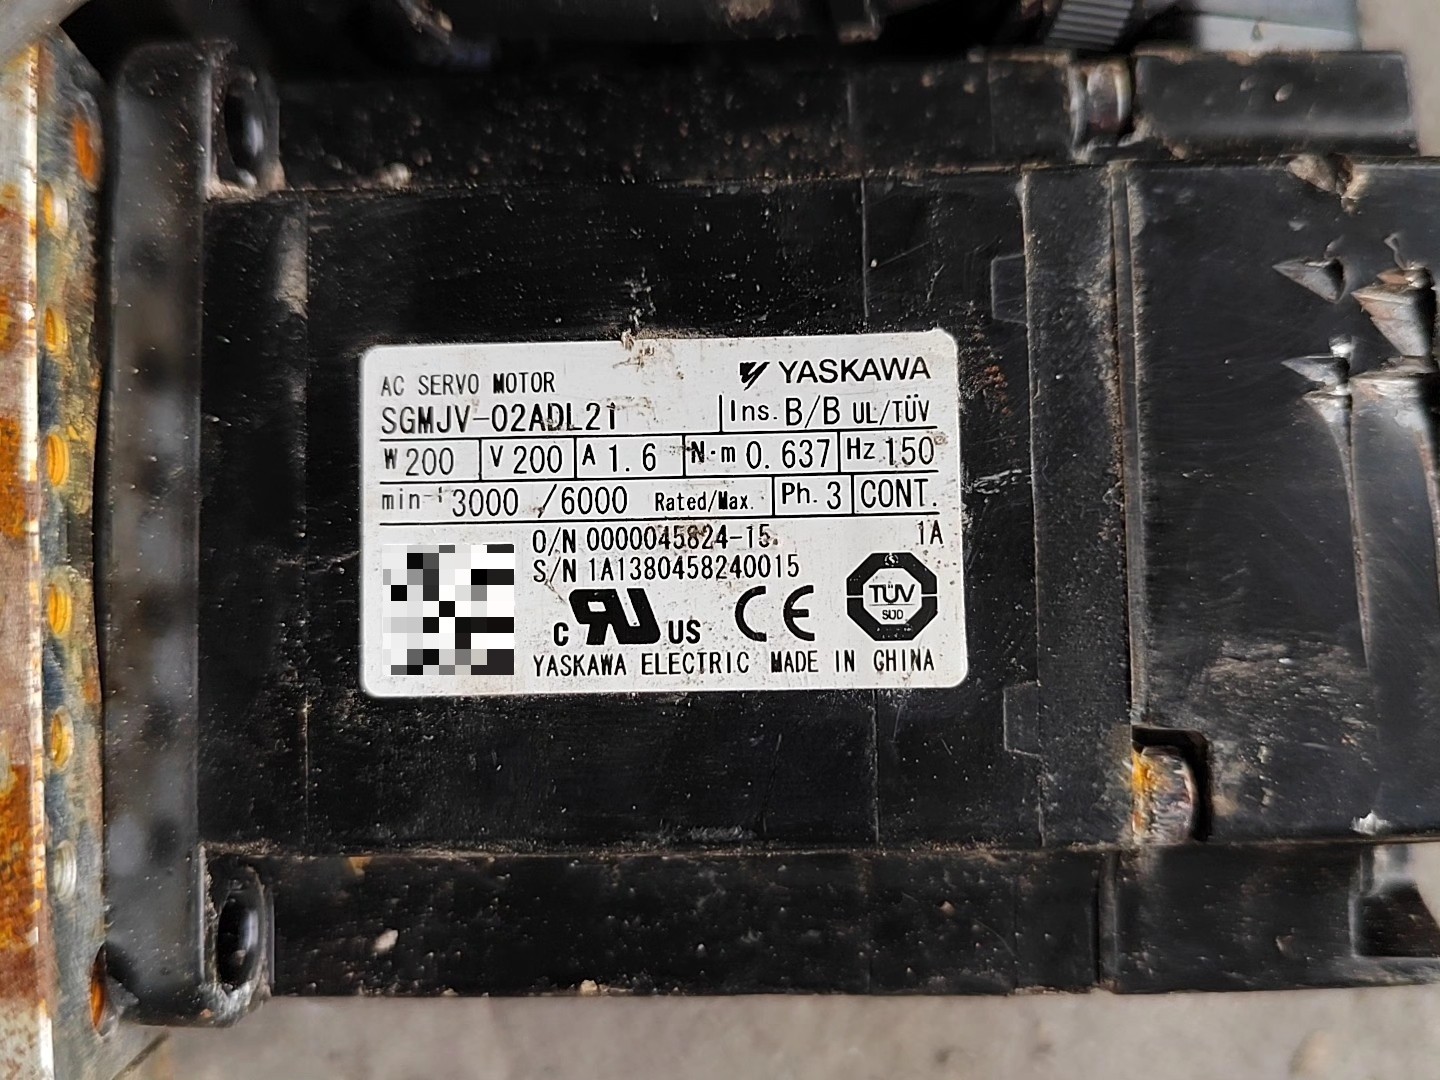 AC SERVO MOTOR YASKAWA
SGMJV-02ADL21 Ins. B/B UL/TÜV
W 200 V 200 A 1.6 N·m 0.637 Hz 150
min-1 3000 /6000 Rated/Max. Ph. 3 CONT.
O/N 0000045824-15 1A
S/N 1A1380458240015
c RU US CE TÜV SÜD
YASKAWA ELECTRIC MADE IN CHINA